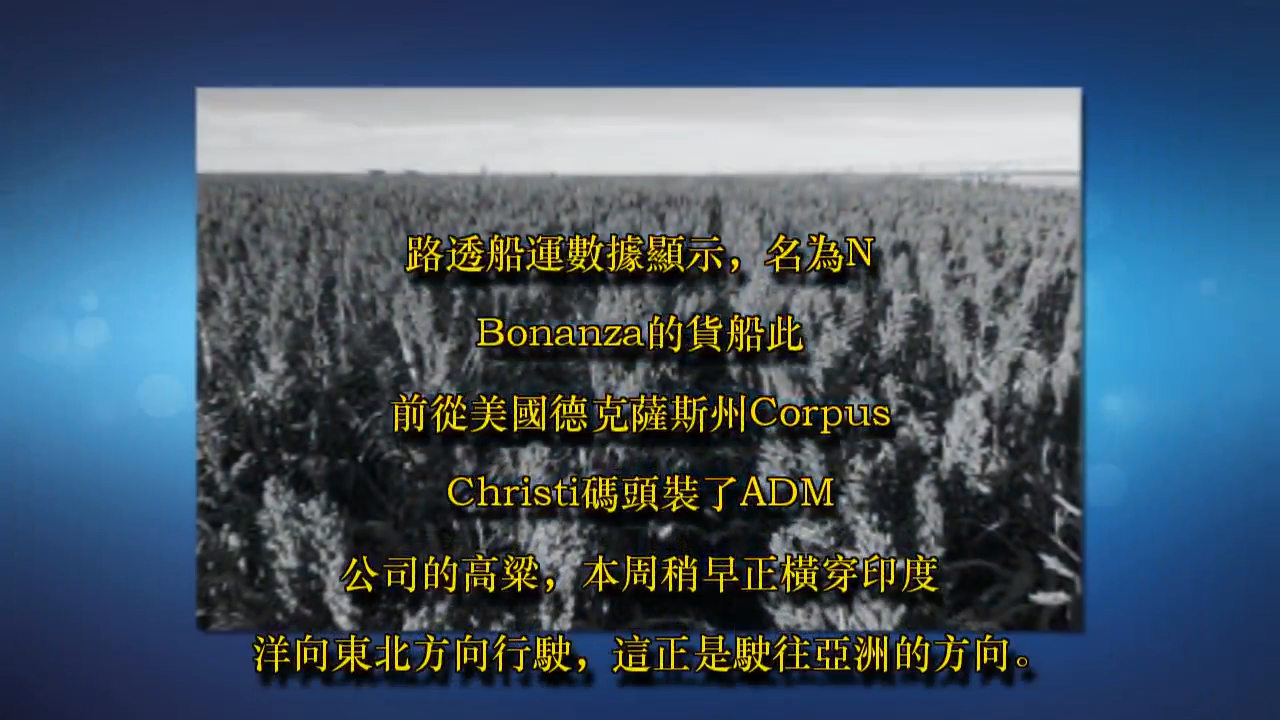 路透船運數據顯示，名為N
Bonanza的貨船此
前從美國德克薩斯州Corpus
Christi碼頭裝了ADM
公司的高粱，本周稍早正橫穿印度
洋向東北方向行駛，這正是駛往亞洲的方向。